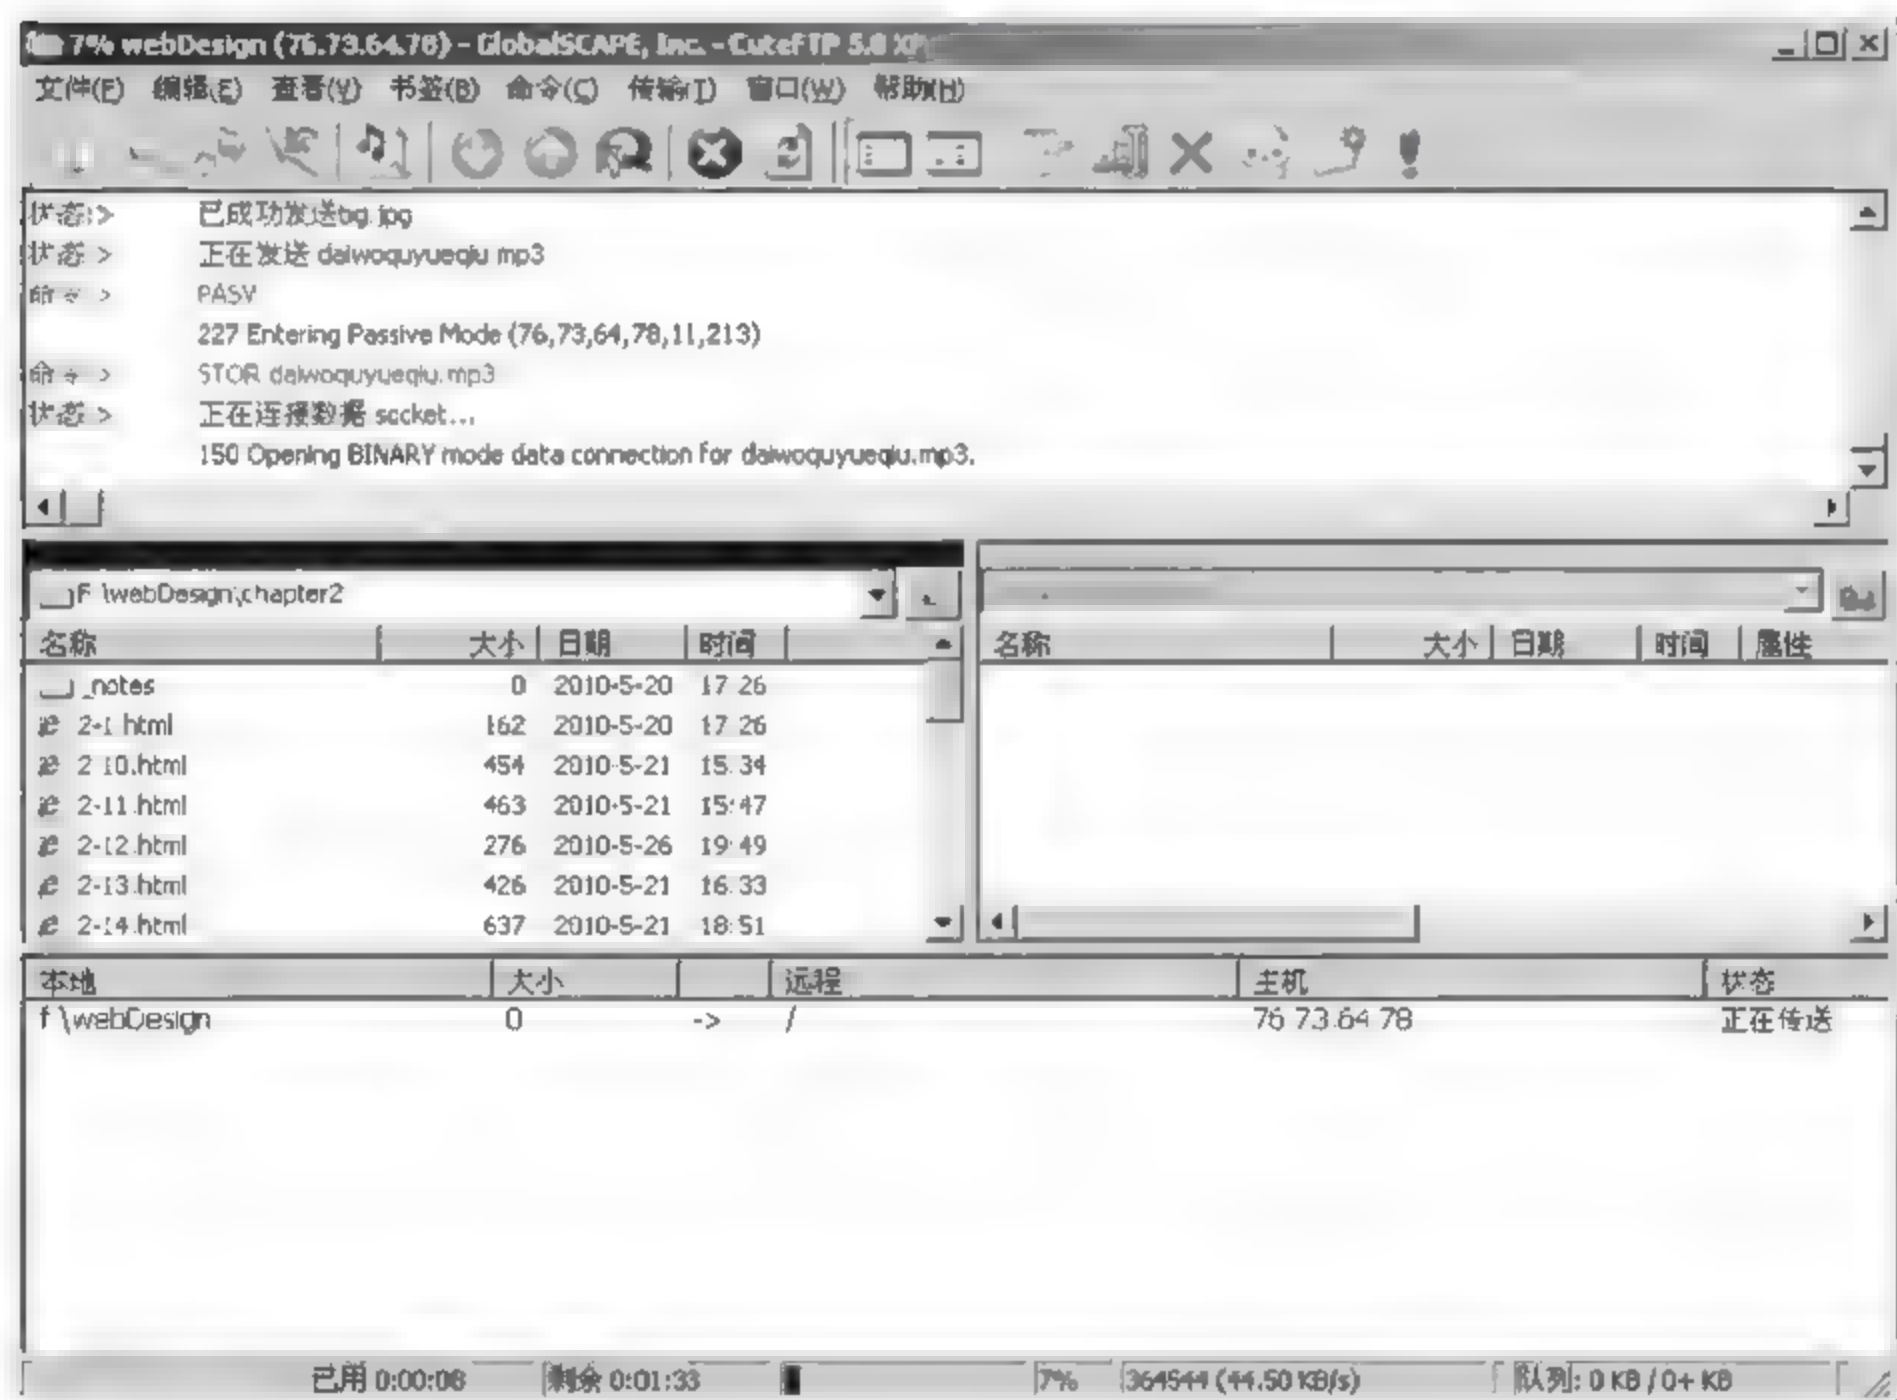 7% webDesign (76.73.64.78) - GlobalSCAPE, Inc. - CuteFTP 5.0 XP
文件(F) 编辑(E) 查看(V) 书签(B) 命令(C) 传输(T) 窗口(W) 帮助(H)
状态:> 已成功发送bg.jpg
状态:> 正在发送 daiwoquyueqiu.mp3
命令:> PASV
227 Entering Passive Mode (76,73,64,78,11,213)
命令:> STOR daiwoquyueqiu.mp3
状态:> 正在连接数据 socket...
150 Opening BINARY mode data connection for daiwoquyueqiu.mp3.
F:\webDesign\chapter2
名称 大小 日期 时间 名称 大小 日期 时间 属性
_notes 0 2010-5-20 17:26
2-1.html 162 2010-5-20 17:26
2-10.html 454 2010-5-21 15:34
2-11.html 463 2010-5-21 15:47
2-12.html 276 2010-5-26 19:49
2-13.html 426 2010-5-21 16:33
2-14.html 637 2010-5-21 18:51
本地 大小 远程 主机 状态
f:\webDesign 0 -> / 76.73.64.78 正在传送
已用 0:00:08 剩余 0:01:33 7% 364544 (44.50 KB/s) 队列: 0 KB / 0+ KB